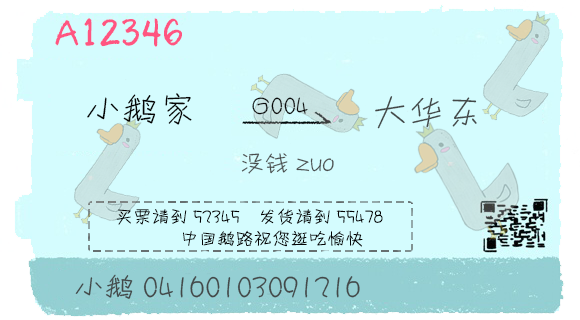 A12346
小鹅家 G004 大华东
没钱 zuo
买票请到 57345 发货请到 55478
中国鹅路祝您逛吃愉快
小鹅 04160103091216